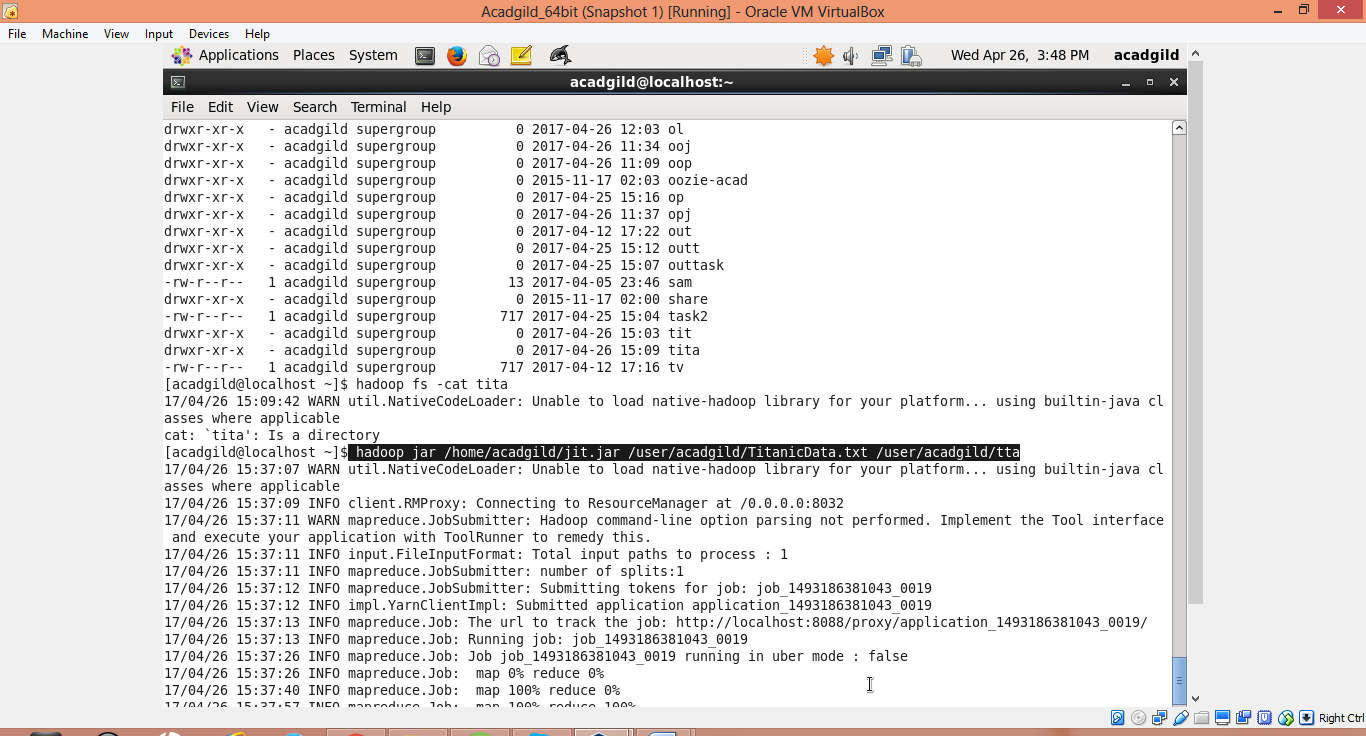 Acadgild_64bit (Snapshot 1) [Running] - Oracle VM VirtualBox
File Machine View Input Devices Help
Applications Places System Wed Apr 26, 3:48 PM acadgild
acadgild@localhost:~
File Edit View Search Terminal Help
drwxr-xr-x - acadgild supergroup 0 2017-04-26 12:03 ol
drwxr-xr-x - acadgild supergroup 0 2017-04-26 11:34 ooj
drwxr-xr-x - acadgild supergroup 0 2017-04-26 11:09 oop
drwxr-xr-x - acadgild supergroup 0 2015-11-17 02:03 oozie-acad
drwxr-xr-x - acadgild supergroup 0 2017-04-25 15:16 op
drwxr-xr-x - acadgild supergroup 0 2017-04-26 11:37 opj
drwxr-xr-x - acadgild supergroup 0 2017-04-12 17:22 out
drwxr-xr-x - acadgild supergroup 0 2017-04-25 15:12 outt
drwxr-xr-x - acadgild supergroup 0 2017-04-25 15:07 outtask
-rw-r--r-- 1 acadgild supergroup 13 2017-04-05 23:46 sam
drwxr-xr-x - acadgild supergroup 0 2015-11-17 02:00 share
-rw-r--r-- 1 acadgild supergroup 717 2017-04-25 15:04 task2
drwxr-xr-x - acadgild supergroup 0 2017-04-26 15:03 tit
drwxr-xr-x - acadgild supergroup 0 2017-04-26 15:09 tita
-rw-r--r-- 1 acadgild supergroup 717 2017-04-12 17:16 tv
[acadgild@localhost ~]$ hadoop fs -cat tita
17/04/26 15:09:42 WARN util.NativeCodeLoader: Unable to load native-hadoop library for your platform... using builtin-java cl
asses where applicable
cat: `tita': Is a directory
[acadgild@localhost ~]$ hadoop jar /home/acadgild/jit.jar /user/acadgild/TitanicData.txt /user/acadgild/tta
17/04/26 15:37:07 WARN util.NativeCodeLoader: Unable to load native-hadoop library for your platform... using builtin-java cl
asses where applicable
17/04/26 15:37:09 INFO client.RMProxy: Connecting to ResourceManager at /0.0.0.0:8032
17/04/26 15:37:11 WARN mapreduce.JobSubmitter: Hadoop command-line option parsing not performed. Implement the Tool interface
and execute your application with ToolRunner to remedy this.
17/04/26 15:37:11 INFO input.FileInputFormat: Total input paths to process : 1
17/04/26 15:37:11 INFO mapreduce.JobSubmitter: number of splits:1
17/04/26 15:37:12 INFO mapreduce.JobSubmitter: Submitting tokens for job: job_1493186381043_0019
17/04/26 15:37:12 INFO impl.YarnClientImpl: Submitted application application_1493186381043_0019
17/04/26 15:37:13 INFO mapreduce.Job: The url to track the job: http://localhost:8088/proxy/application_1493186381043_0019/
17/04/26 15:37:13 INFO mapreduce.Job: Running job: job_1493186381043_0019
17/04/26 15:37:26 INFO mapreduce.Job: Job job_1493186381043_0019 running in uber mode : false
17/04/26 15:37:26 INFO mapreduce.Job: map 0% reduce 0%
17/04/26 15:37:40 INFO mapreduce.Job: map 100% reduce 0%
17/04/26 15:37:57 INFO mapreduce.Job: map 100% reduce 100%
Right Ctrl